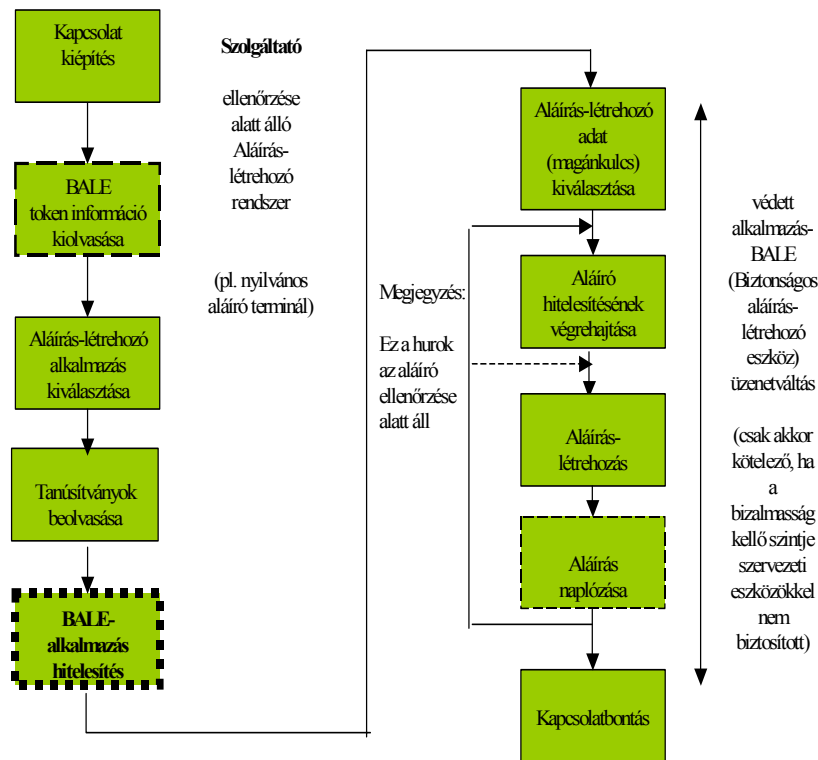 Kapcsolat
kiépítés
BALE
token információ
kiolvasása
Aláírás-létrehozó
alkalmazás
kiválasztása
Tanúsítványok
beolvasása
BALE-
alkalmazás
hitelesítés
Szolgáltató
ellenőrzése
alatt álló
Aláírás-
létrehozó
rendszer
(pl. nyilvános
aláíró terminál)
Aláírás-létrehozó
adat
(magánkulcs)
kiválasztása
Aláíró
hitelesítésének
végrehajtása
Aláírás-
létrehozás
Aláírás
naplózása
Kapcsolatbontás
Megjegyzés:
Ez a hurok
az aláíró
ellenőrzése
alatt áll
védett
alkalmazás-
BALE
(Biztonságos
aláírás-
létrehozó
eszköz)
üzenetváltás
(csak akkor
kötelező, ha
a
bizalmasság
kellő szintje
szervezeti
eszközökkel
nem
biztosított)